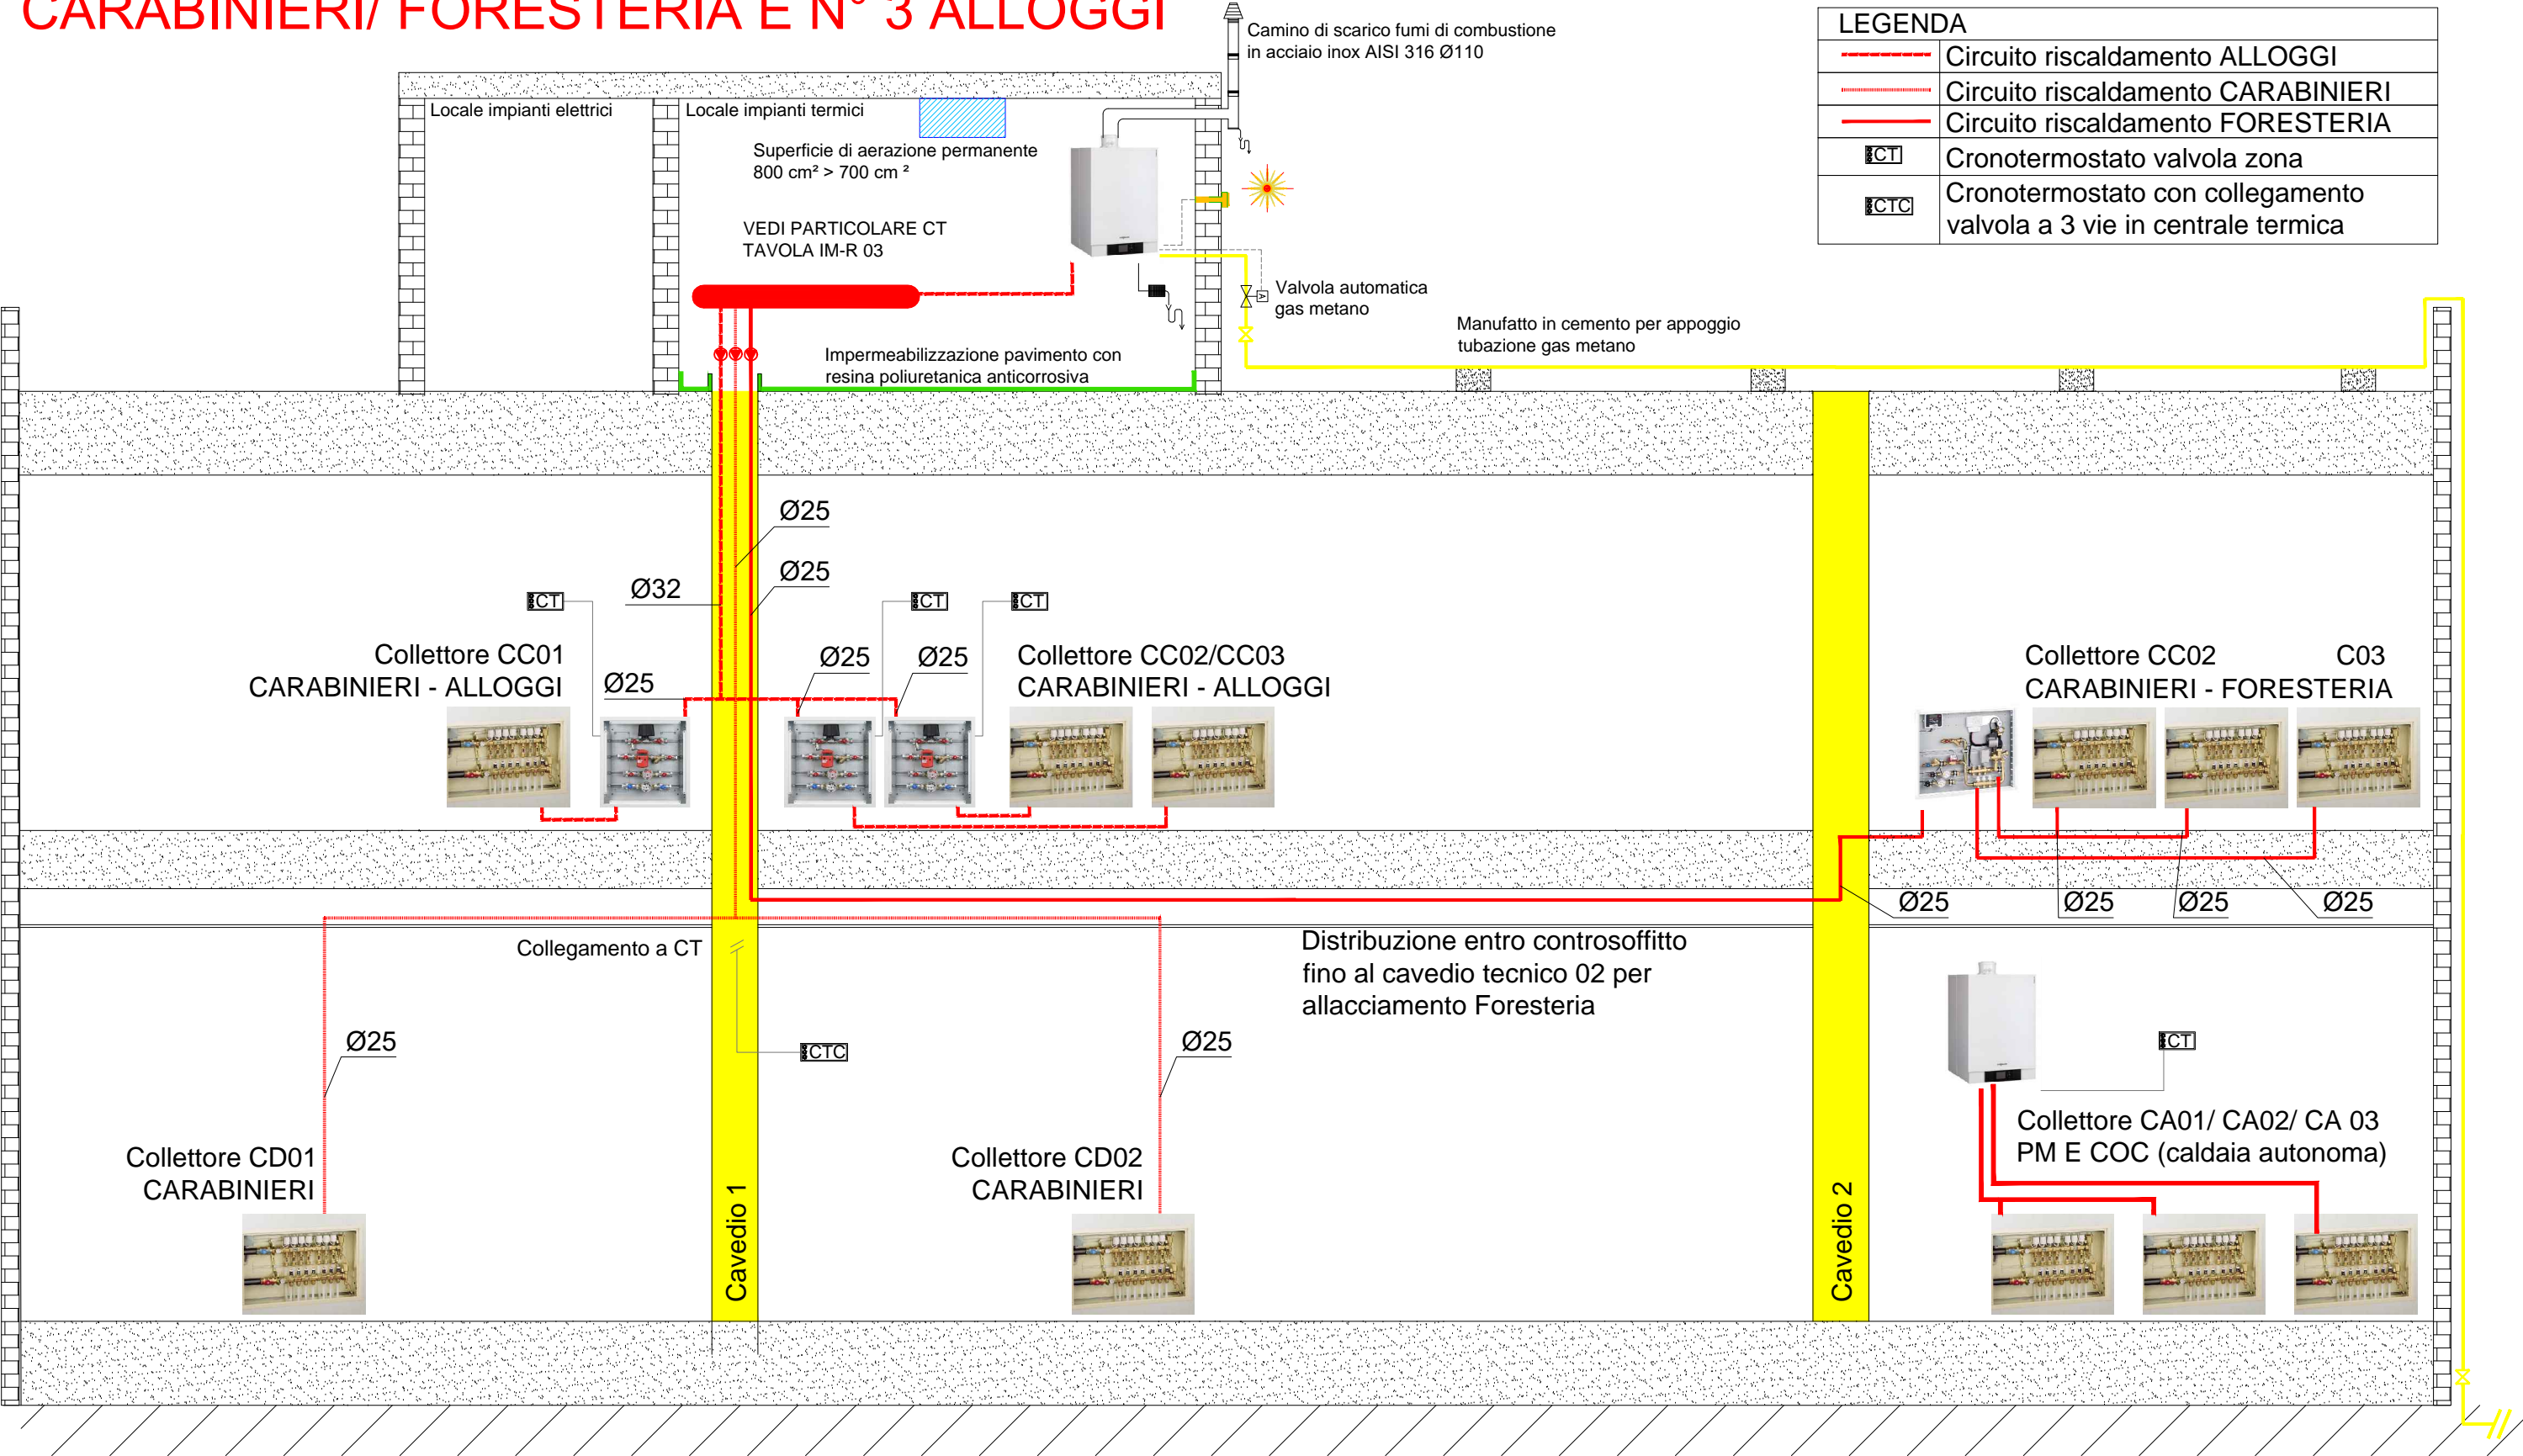 CARABINIERI/ FORESTERIA E N° 3 ALLOGGI
Camino di scarico fumi di combustione
in acciaio inox AISI 316 Ø110
LEGENDA
Circuito riscaldamento ALLOGGI
Circuito riscaldamento CARABINIERI
Circuito riscaldamento FORESTERIA
CT
Cronotermostato valvola zona
CTC
Cronotermostato con collegamento
valvola a 3 vie in centrale termica
Locale impianti elettrici
Locale impianti termici
Superficie di aerazione permanente
800 cm² > 700 cm ²
VEDI PARTICOLARE CT
TAVOLA IM-R 03
A
Valvola automatica
gas metano
Manufatto in cemento per appoggio
tubazione gas metano
Impermeabilizzazione pavimento con
resina poliuretanica anticorrosiva
Ø25
Ø25
Ø32
CT
CT
CT
Collettore CC01
CARABINIERI - ALLOGGI
Ø25
Ø25
Ø25
Collettore CC02/CC03
CARABINIERI - ALLOGGI
Collettore CC02
C03
CARABINIERI - FORESTERIA
Ø25
Ø25
Ø25
Ø25
Collegamento a CT
Distribuzione entro controsoffitto
fino al cavedio tecnico 02 per
allacciamento Foresteria
Ø25
CTC
Ø25
CT
Collettore CA01/ CA02/ CA 03
PM E COC (caldaia autonoma)
Collettore CD01
CARABINIERI
Collettore CD02
CARABINIERI
Cavedio 1
Cavedio 2